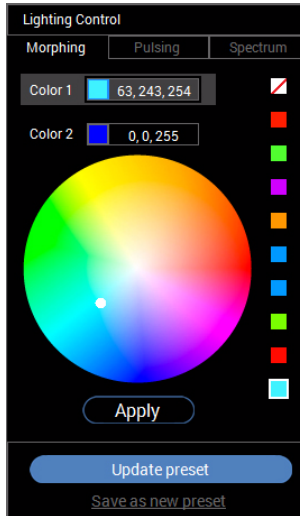 Lighting Control
Morphing Pulsing Spectrum
Color 1 63, 243, 254
Color 2 0, 0, 255
Apply
Update preset
Save as new preset